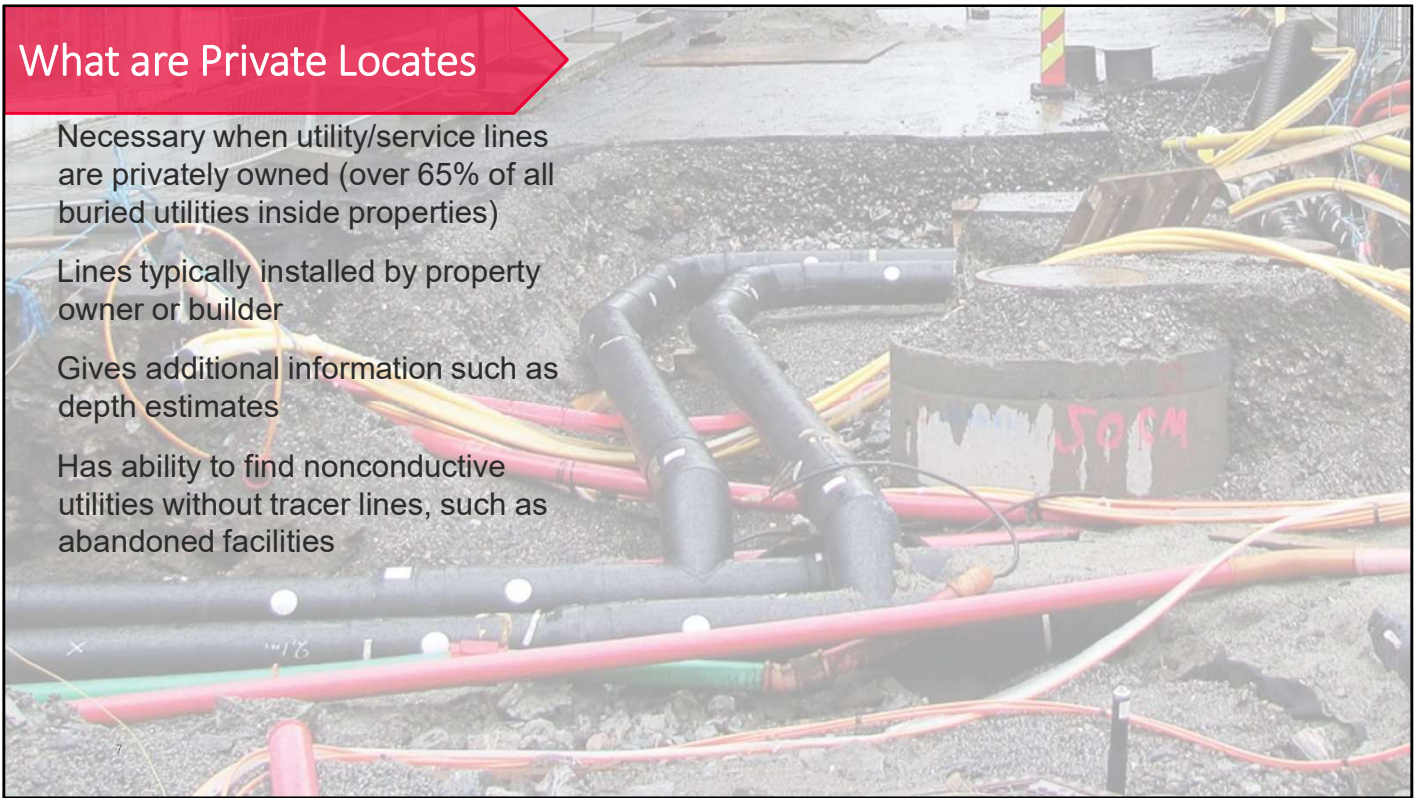 What are Private Locates
Necessary when utility/service lines
are privately owned (over 65% of all
buried utilities inside properties)
Lines typically installed by property
owner or builder
Gives additional information such as
depth estimates
Has ability to find nonconductive
utilities without tracer lines, such as
abandoned facilities
50 CM
7